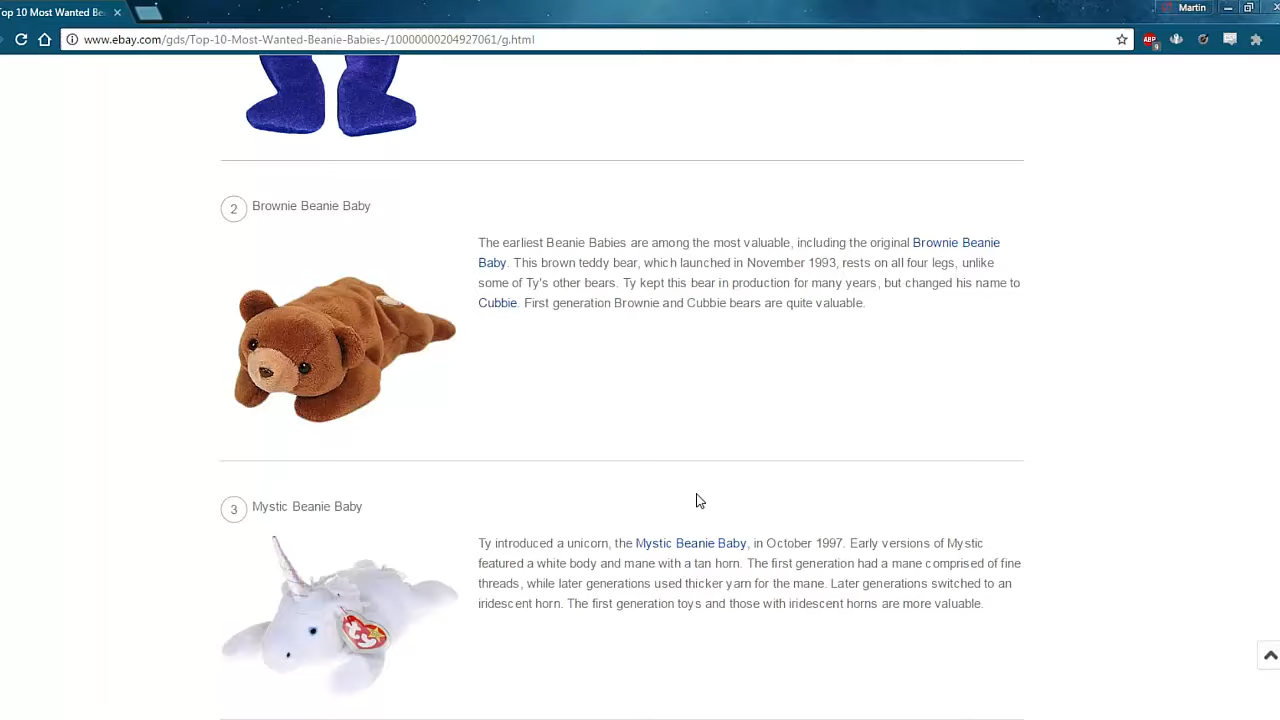 Top 10 Most Wanted Be
Martin
www.ebay.com/gds/Top-10-Most-Wanted-Beanie-Babies-/10000000204927061/g.html
ABP
9
2
Brownie Beanie Baby
The earliest Beanie Babies are among the most valuable, including the original Brownie Beanie
Baby. This brown teddy bear, which launched in November 1993, rests on all four legs, unlike
some of Ty's other bears. Ty kept this bear in production for many years, but changed his name to
Cubbie. First generation Brownie and Cubbie bears are quite valuable.
3
Mystic Beanie Baby
Ty introduced a unicorn, the Mystic Beanie Baby, in October 1997. Early versions of Mystic
featured a white body and mane with a tan horn. The first generation had a mane comprised of fine
threads, while later generations used thicker yarn for the mane. Later generations switched to an
iridescent horn. The first generation toys and those with iridescent horns are more valuable.
ty